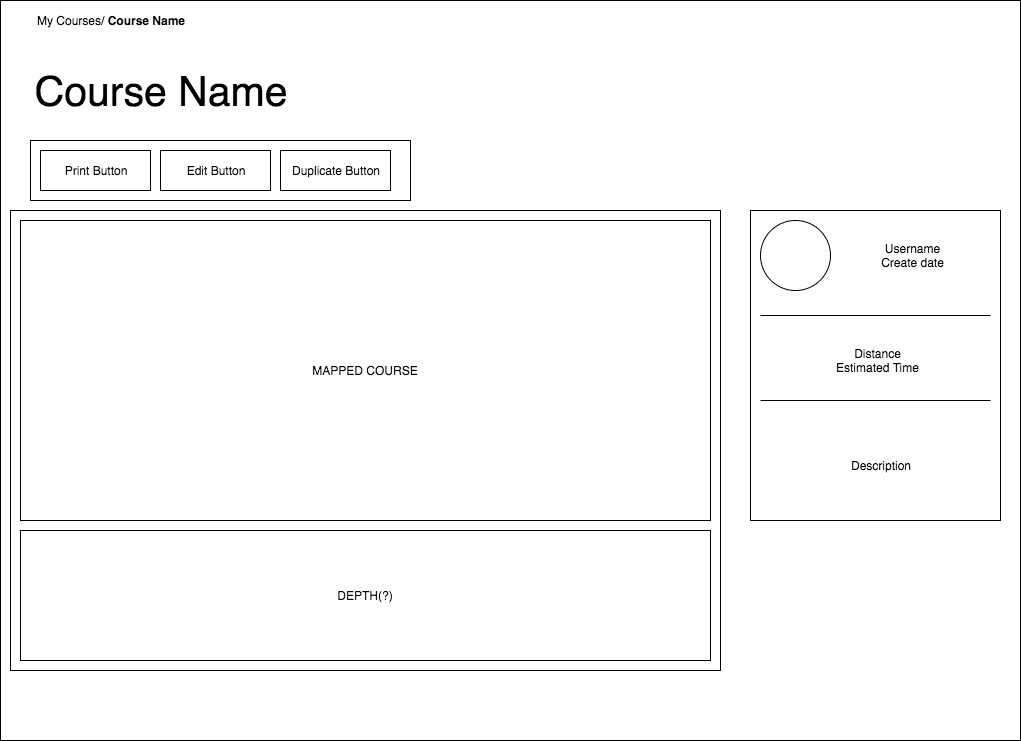 My Courses/ Course Name
Course Name
Print Button
Edit Button
Duplicate Button
MAPPED COURSE
DEPTH(?)
Username
Create date
Distance
Estimated Time
Description